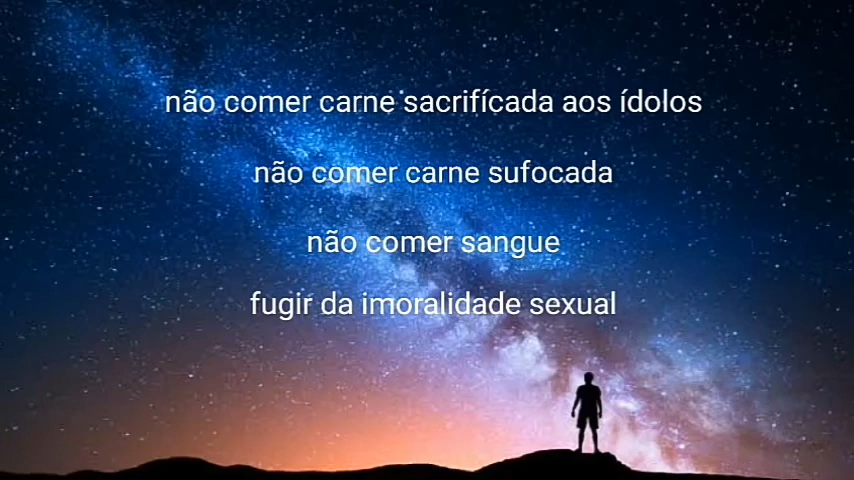 não comer carne sacrifícada aos ídolos
não comer carne sufocada
não comer sangue
fugir da imoralidade sexual